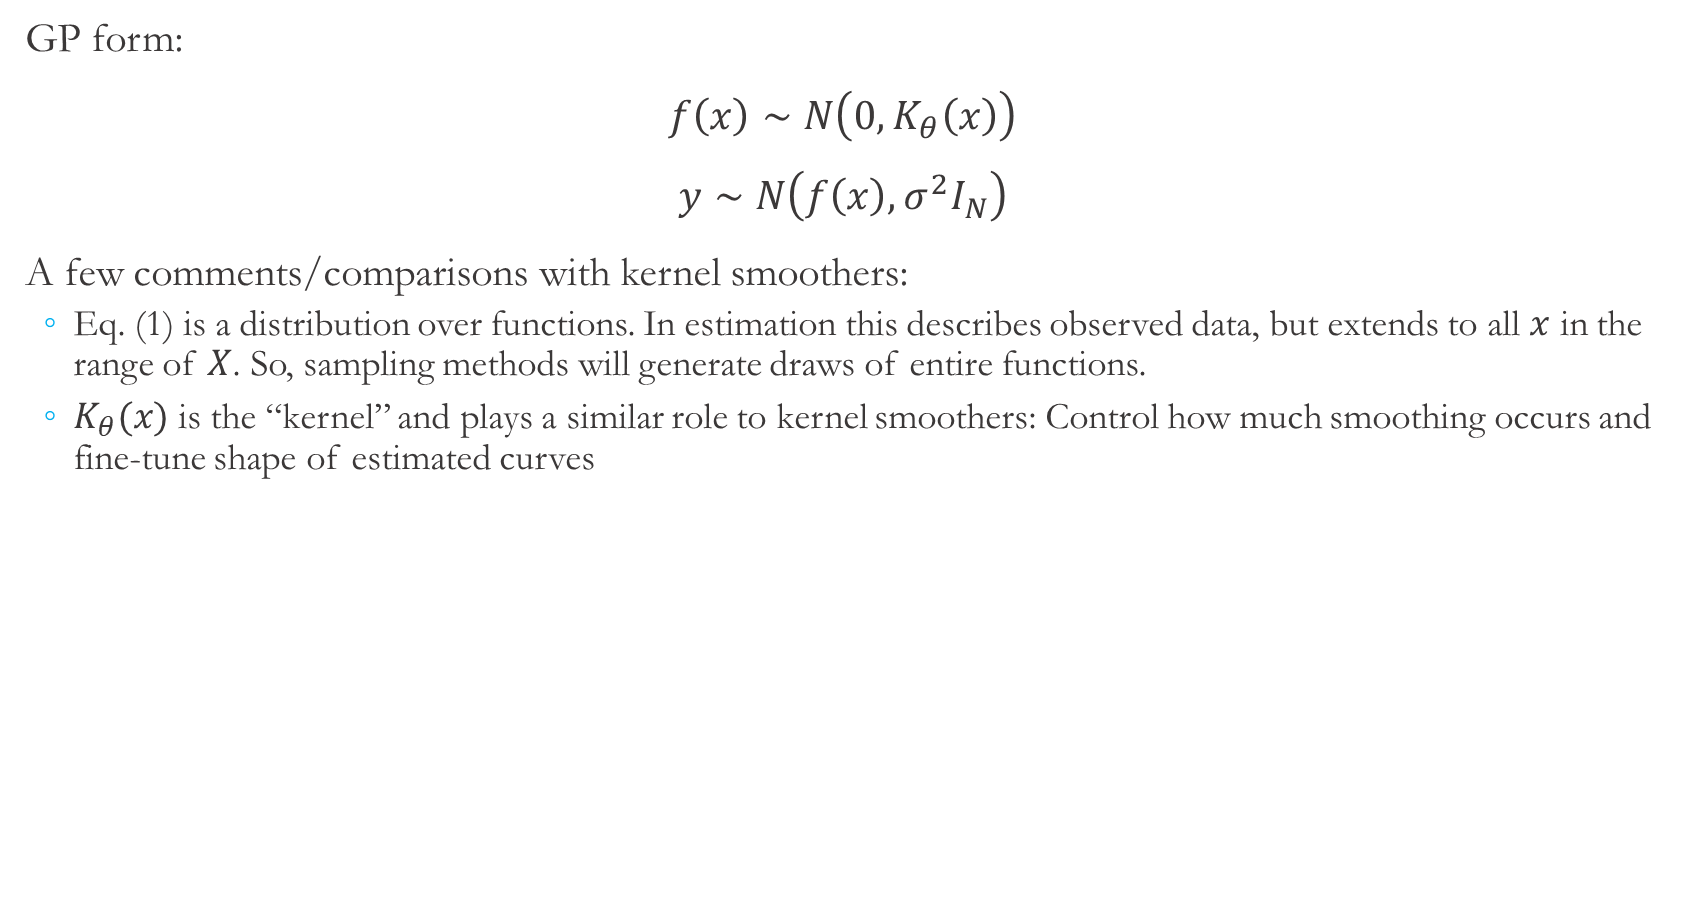 GP form:
f(x) ~ N(0, K_θ(x))
y ~ N(f(x), σ²I_N)
A few comments/comparisons with kernel smoothers:
◦ Eq. (1) is a distribution over functions. In estimation this describes observed data, but extends to all x in the
range of X. So, sampling methods will generate draws of entire functions.
◦ K_θ(x) is the “kernel” and plays a similar role to kernel smoothers: Control how much smoothing occurs and
fine-tune shape of estimated curves